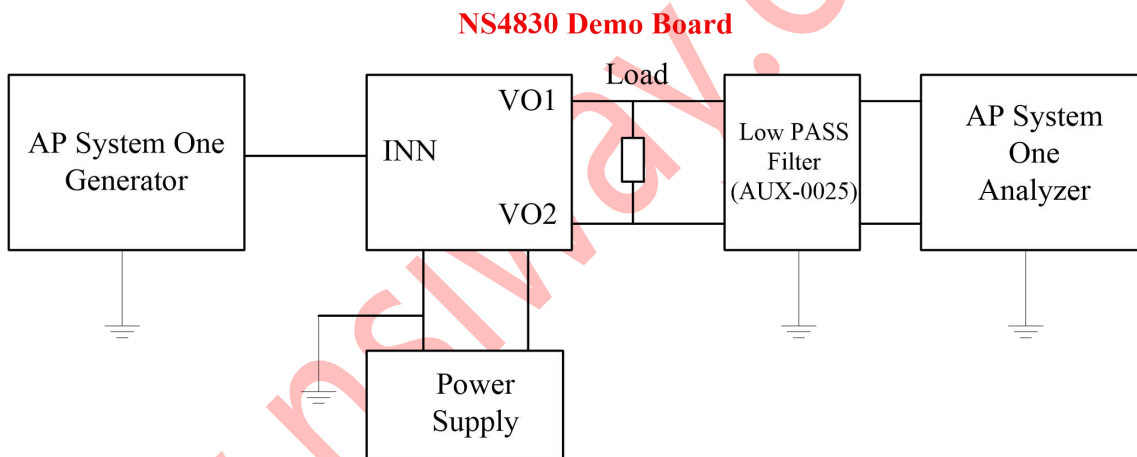 NS4830 Demo Board
AP System One
Generator
INN
VO1
VO2
Load
Low PASS
Filter
(AUX-0025)
AP System
One
Analyzer
Power
Supply